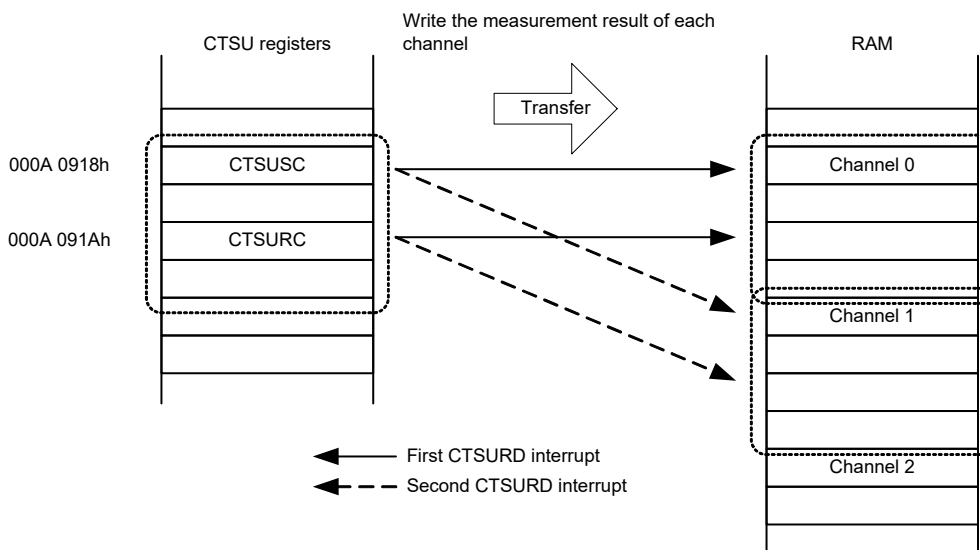 Write the measurement result of each
channel
CTSU registers
RAM
Transfer
000A 0918h
CTSUSC
Channel 0
000A 091Ah
CTSURC
Channel 1
First CTSURD interrupt
Channel 2
Second CTSURD interrupt